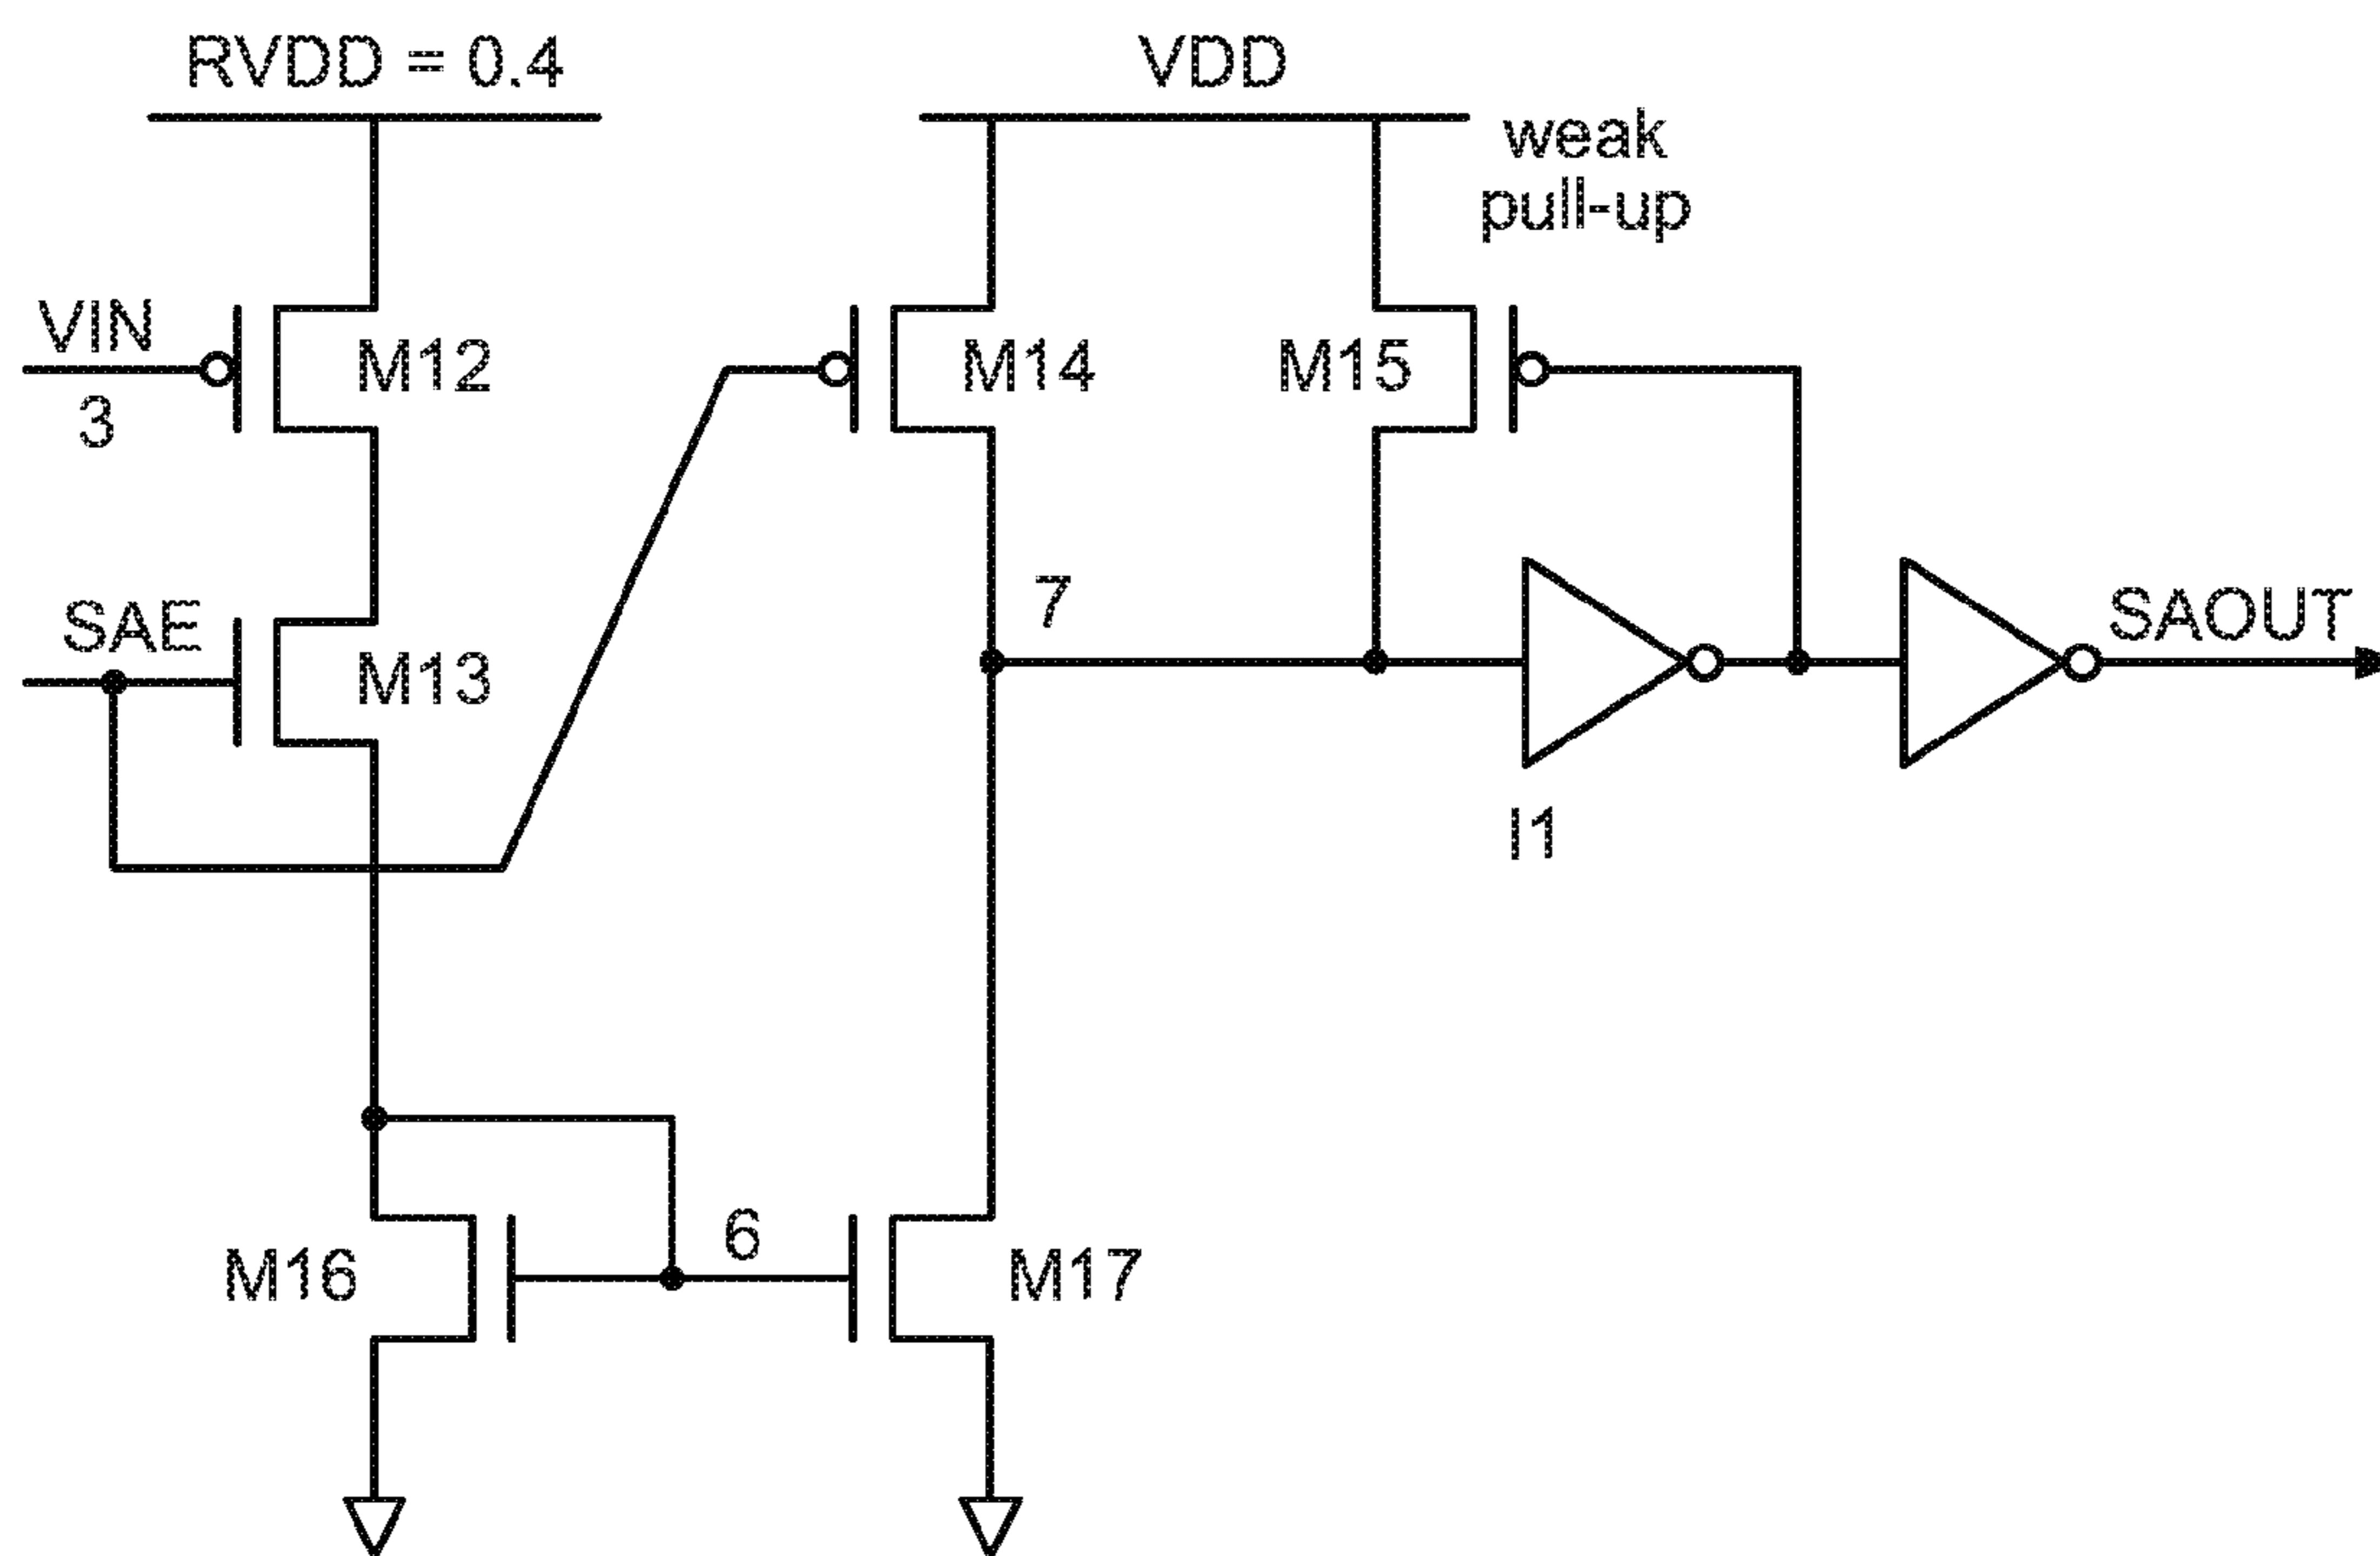 RVDD = 0.4
VDD
weak
pull-up
VIN
3
M12
M14
M15
SAE
M13
7
SAOUT
I1
M16
6
M17